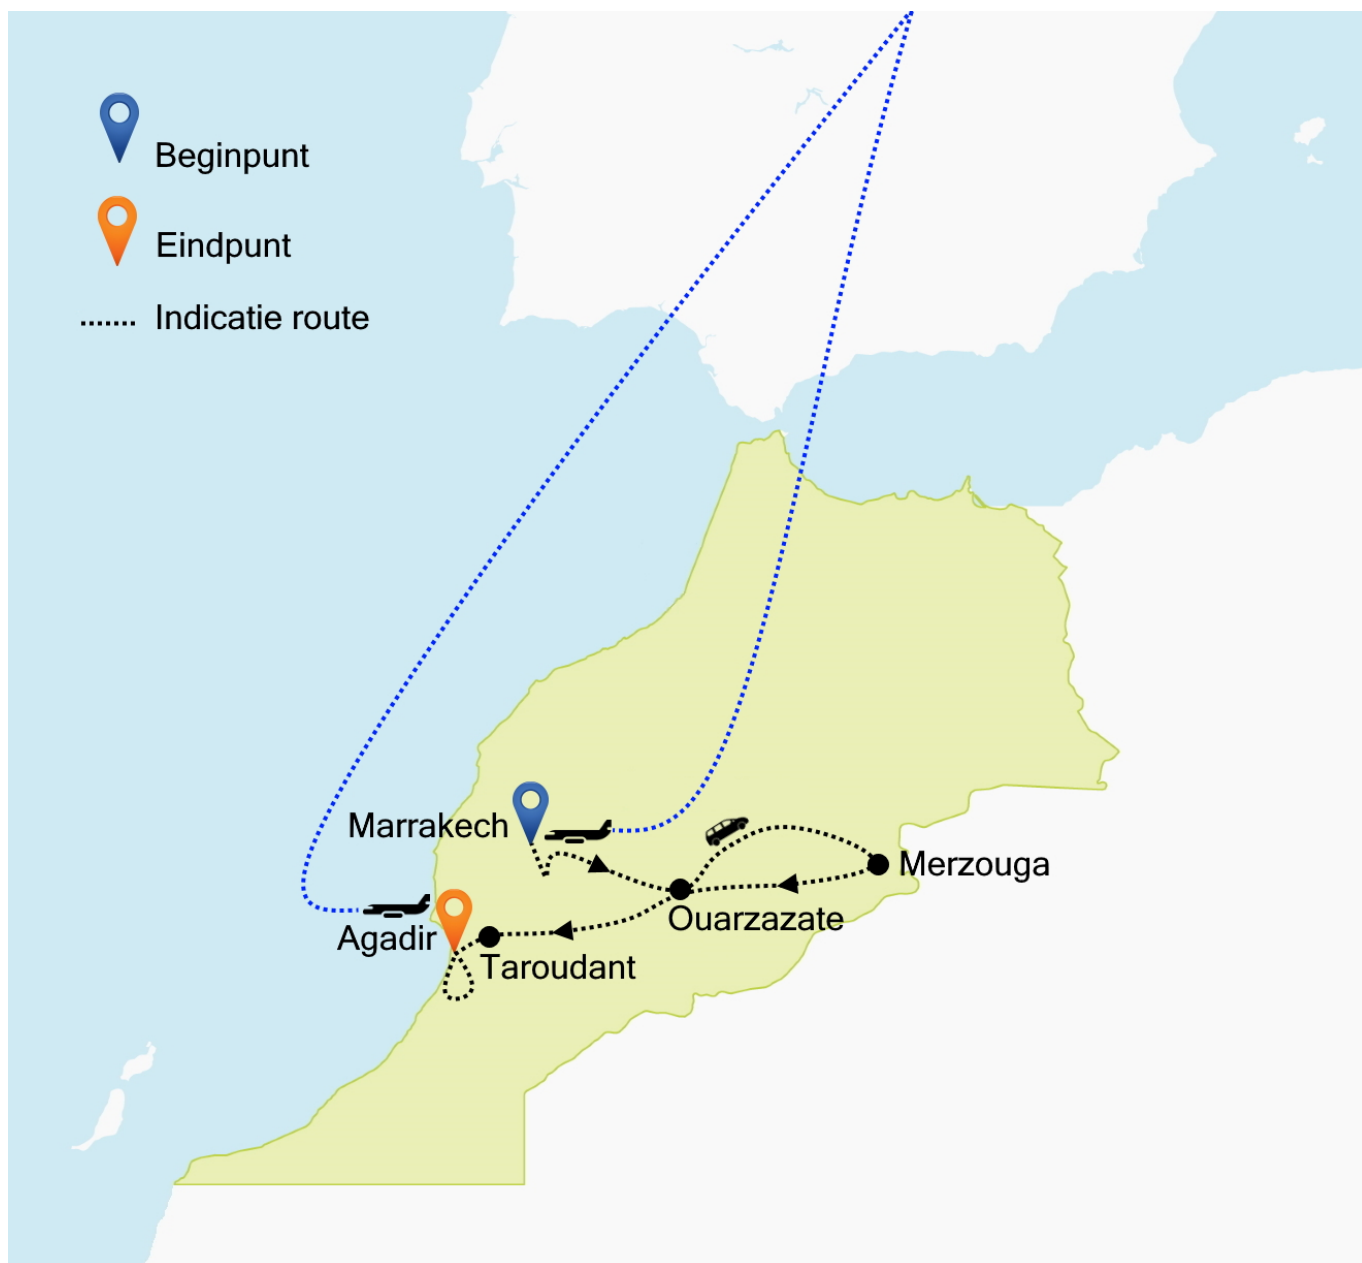 Beginpunt
Eindpunt
Indicatie route
Marrakech
Merzouga
Ouarzazate
Agadir
Taroudant